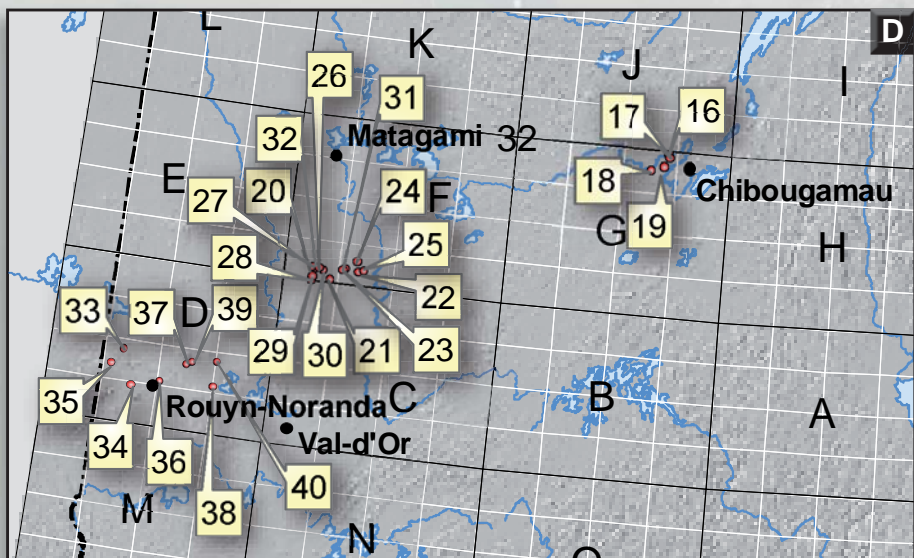 L
K
D
26
J
I
31
17
16
32
Matagami
32
E
18
Chibougamau
27
20
24
F
G
19
H
28
25
22
33
37
D
39
29
30
21
23
35
Rouyn-Noranda
C
B
A
34
36
Val-d'Or
M
38
40
N